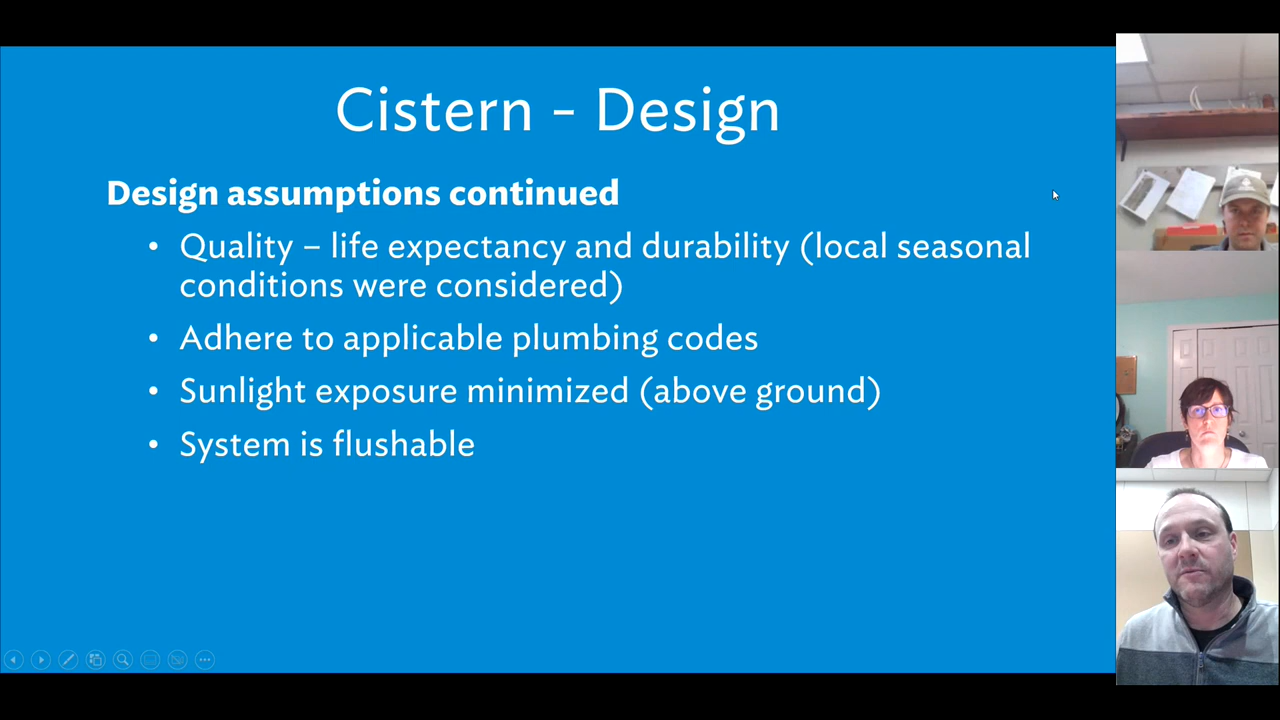 Cistern - Design
Design assumptions continued
• Quality – life expectancy and durability (local seasonal
conditions were considered)
• Adhere to applicable plumbing codes
• Sunlight exposure minimized (above ground)
• System is flushable